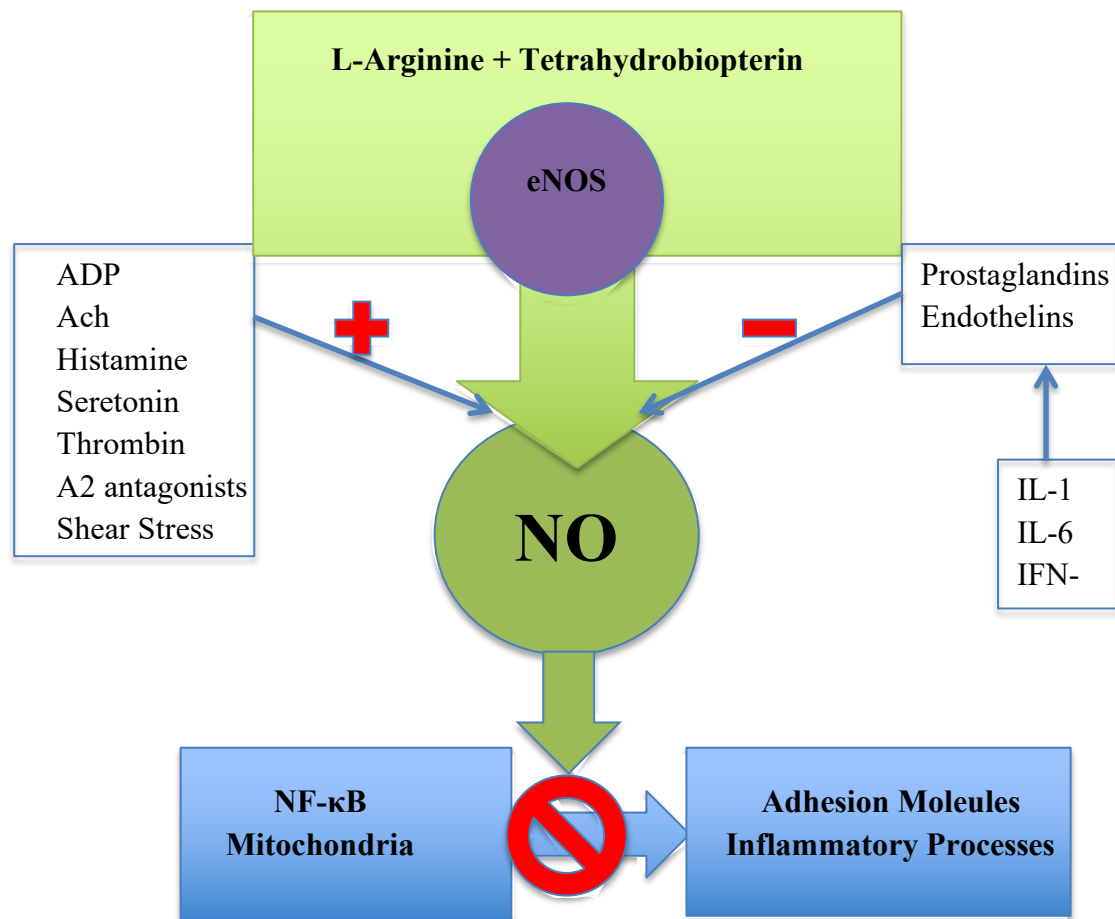 L-Arginine + Tetrahydrobiopterin
eNOS
ADP
Ach
Histamine
Seretonin
Thrombin
A2 antagonists
Shear Stress
Prostaglandins
Endothelins
IL-1
IL-6
IFN-
NO
NF-κB
Mitochondria
Adhesion Moleules
Inflammatory Processes